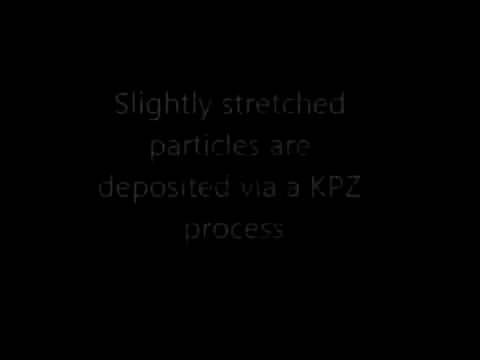 Slightly stretched
particles are
deposited via a KPZ
process